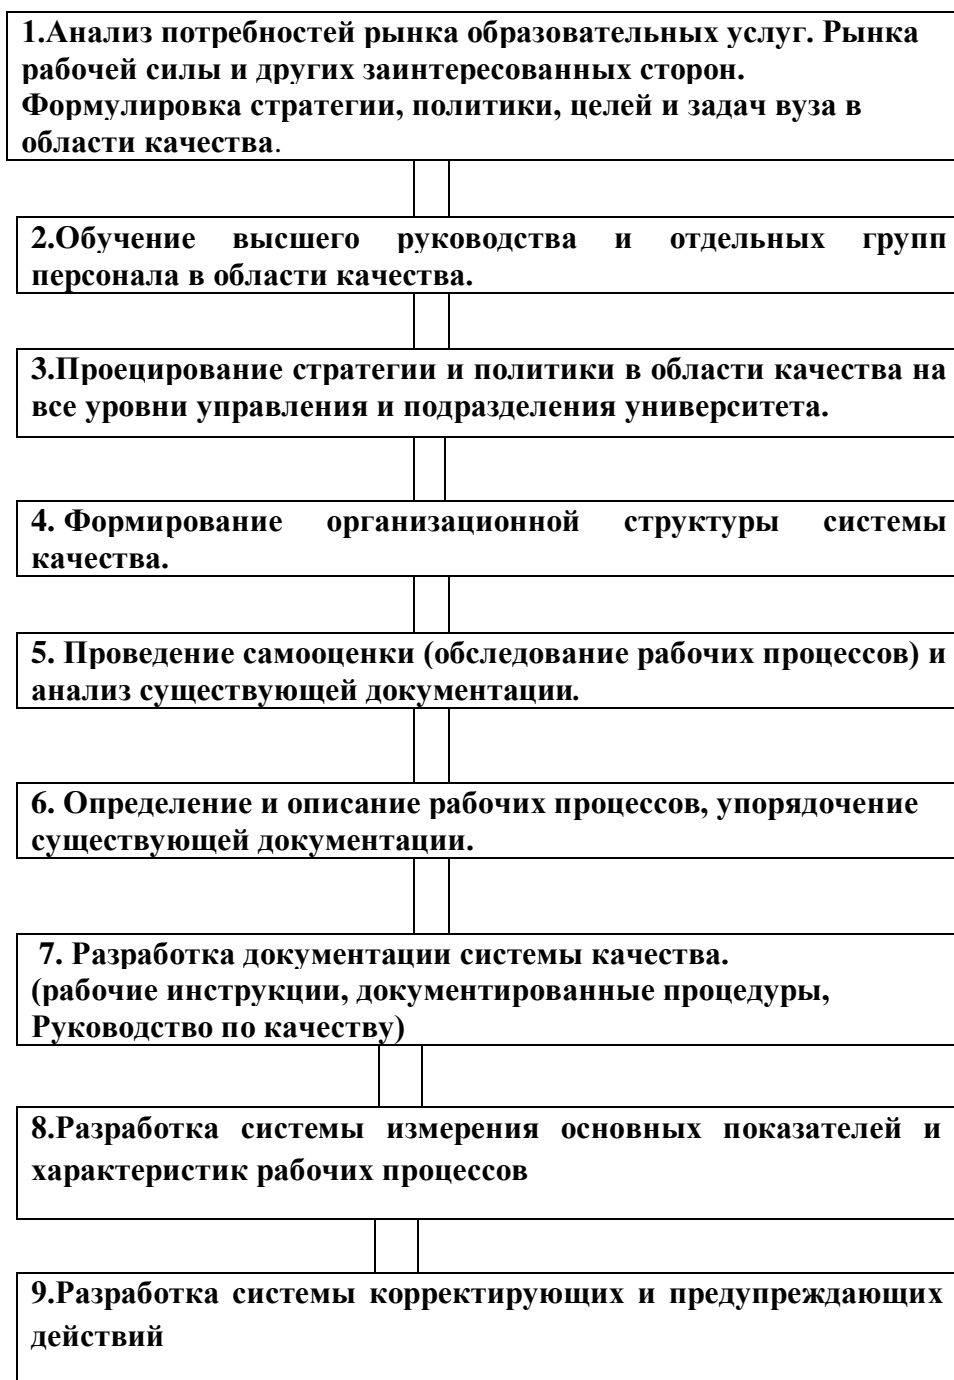 1.Анализ потребностей рынка образовательных услуг. Рынка
рабочей силы и других заинтересованных сторон.
Формулировка стратегии, политики, целей и задач вуза в
области качества.
2.Обучение высшего руководства и отдельных групп
персонала в области качества.
3.Проецирование стратегии и политики в области качества на
все уровни управления и подразделения университета.
4. Формирование организационной структуры системы
качества.
5. Проведение самооценки (обследование рабочих процессов) и
анализ существующей документации.
6. Определение и описание рабочих процессов, упорядочение
существующей документации.
7. Разработка документации системы качества.
(рабочие инструкции, документированные процедуры,
Руководство по качеству)
8.Разработка системы измерения основных показателей и
характеристик рабочих процессов
9.Разработка системы корректирующих и предупреждающих
действий